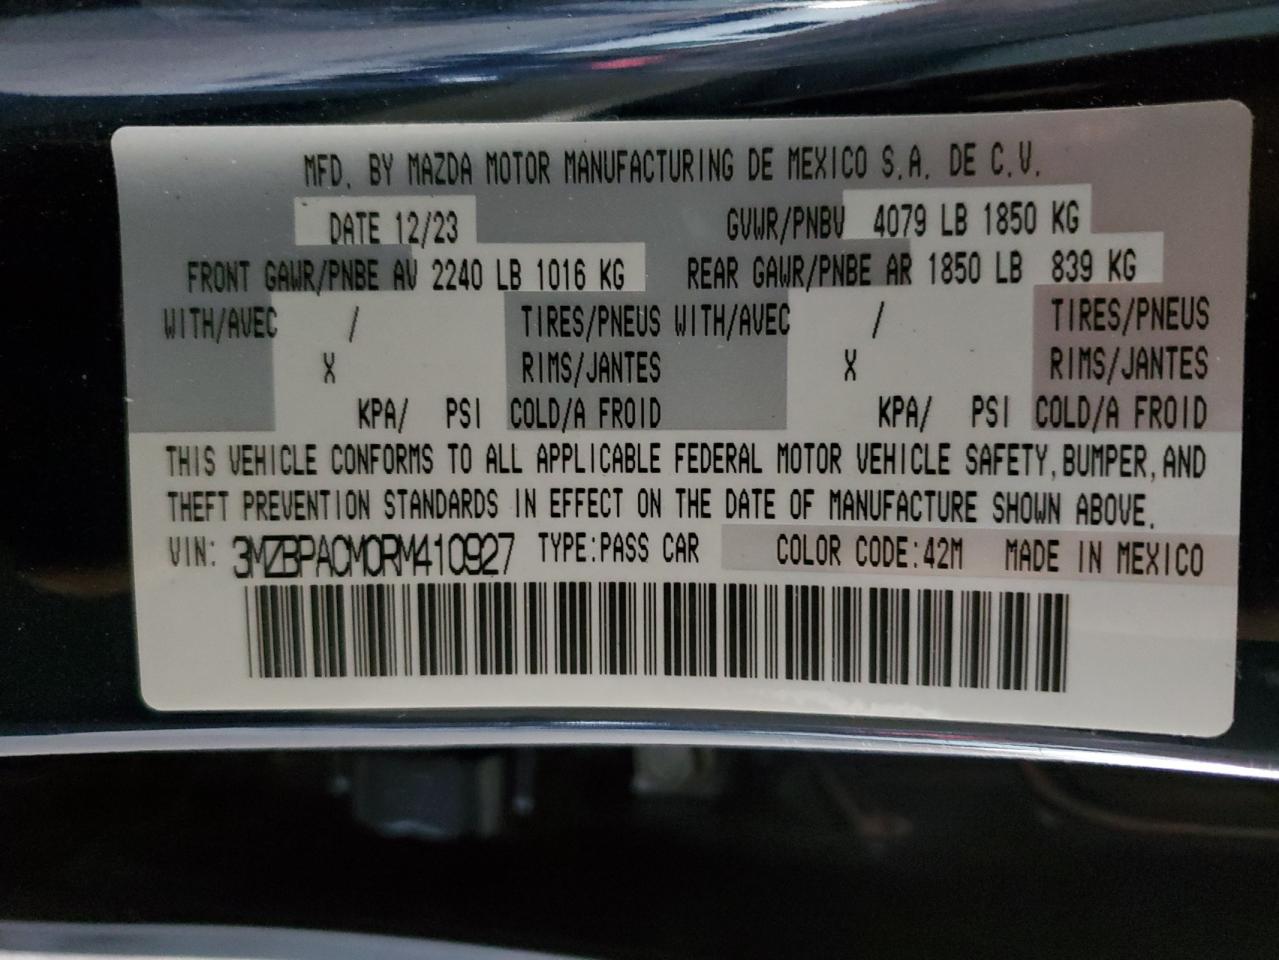 MFD. BY MAZDA MOTOR MANUFACTURING DE MEXICO S.A. DE C.V.
DATE 12/23 GVWR/PNBV 4079 LB 1850 KG
FRONT GAWR/PNBE AV 2240 LB 1016 KG REAR GAWR/PNBE AR 1850 LB 839 KG
WITH/AVEC / TIRES/PNEUS WITH/AVEC / TIRES/PNEUS
X RIMS/JANTES X RIMS/JANTES
KPA/ PSI COLD/A FROID KPA/ PSI COLD/A FROID
THIS VEHICLE CONFORMS TO ALL APPLICABLE FEDERAL MOTOR VEHICLE SAFETY, BUMPER, AND
THEFT PREVENTION STANDARDS IN EFFECT ON THE DATE OF MANUFACTURE SHOWN ABOVE.
VIN: 3MZBPACM0RM410927 TYPE:PASS CAR COLOR CODE:42M MADE IN MEXICO